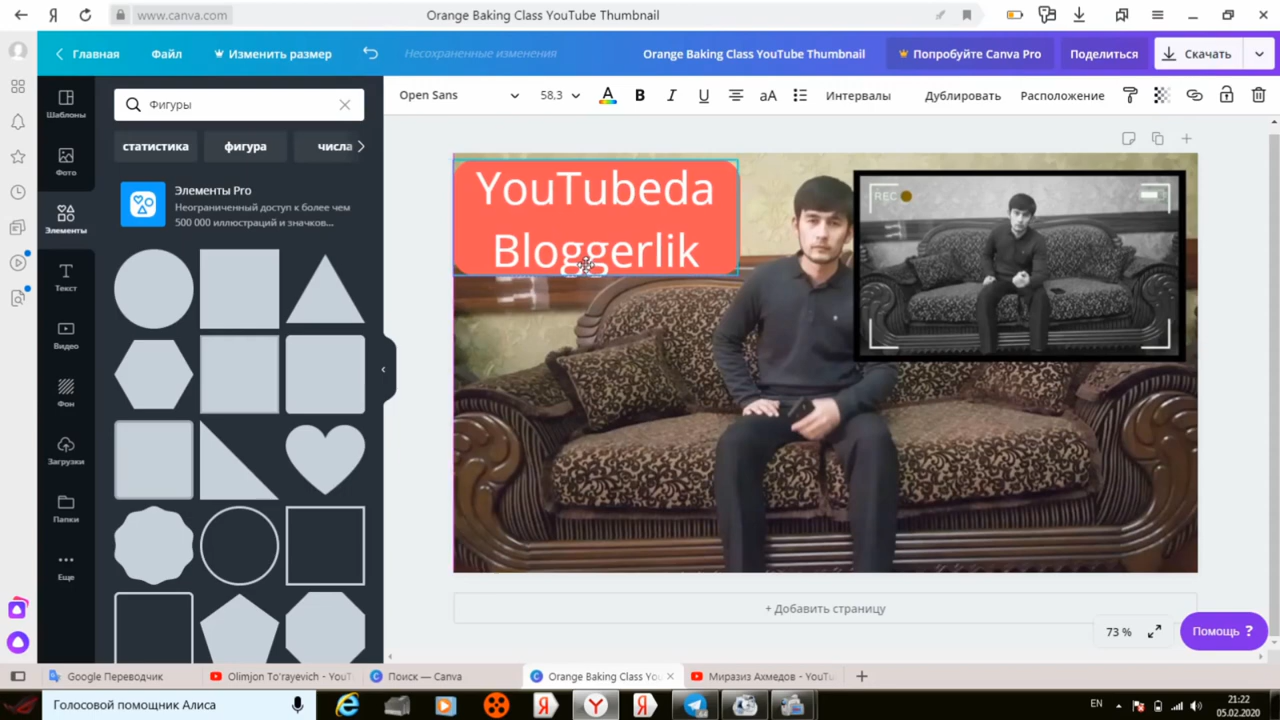 www.canva.com
Orange Baking Class YouTube Thumbnail
Главная
Файл
Изменить размер
Несохраненные изменения
Orange Baking Class YouTube Thumbnail
Попробуйте Canva Pro
Поделиться
Скачать
Шаблоны
Фото
Элементы
Текст
Видео
Фон
Загрузки
Папки
Еще
Фигуры
статистика
фигура
числа
Элементы Pro
Неограниченный доступ к более чем
500 000 иллюстраций и значков...
Open Sans
58.3
B
I
U
aA
Интервалы
Дублировать
Расположение
YouTubeda
Bloggerlik
REC
+ Добавить страницу
73 %
Помощь ?
Google Переводчик
Olimjon To'rayevich - YouT
Поиск — Canva
Orange Baking Class You
Миразиз Ахмедов - YouTu
Голосовой помощник Алиса
EN
21:22
05.02.2020